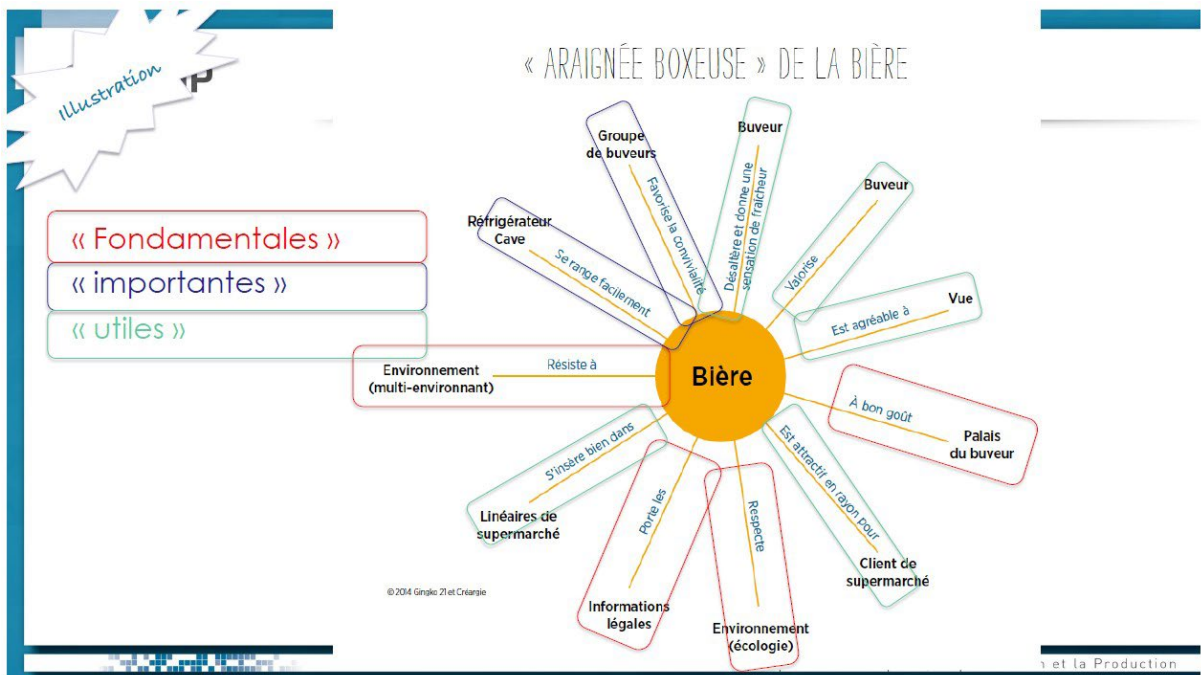 Illustration
« ARAIGNÉE BOXEUSE » DE LA BIÈRE
« Fondamentales »
« importantes »
« utiles »
Groupe
de buveurs
Favorise la convivialité
Buveur
Désaltère et donne une
sensation de fraîcheur
Buveur
Valorise
Vue
Est agréable à
À bon goût
Palais
du buveur
Est attractif en rayon pour
Client de
supermarché
Respecte
Environnement
(écologie)
Porte les
Informations
légales
S'insère bien dans
Linéaires de
supermarché
Résiste à
Environnement
(multi-environnant)
Réfrigérateur
Cave
Se range facilement
Bière
© 2014 Gingko 21 et Créargie
et la Production